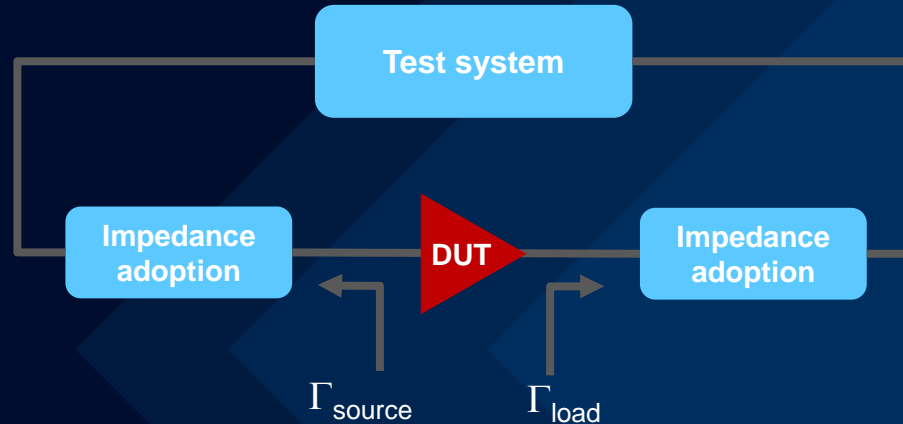 Test system
Impedance
adoption
DUT
Impedance
adoption
Γsource
Γload